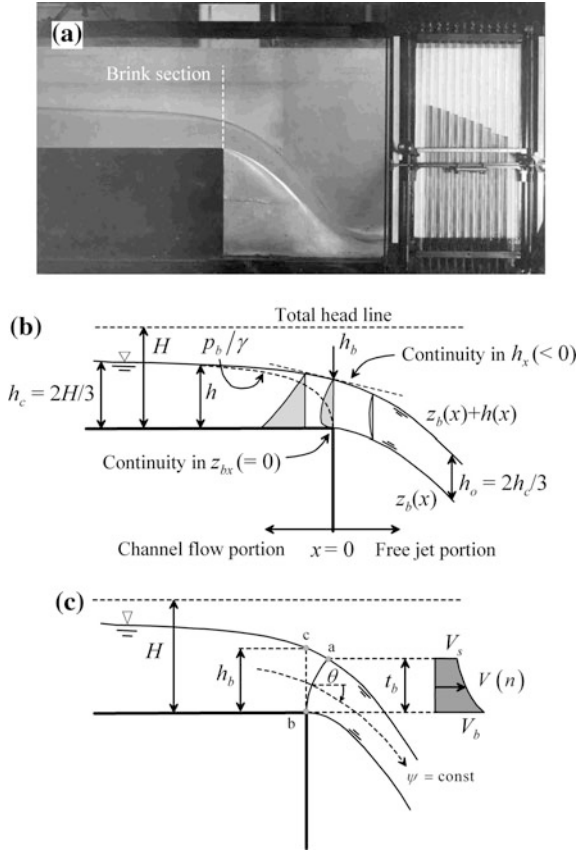 (a)
Brink section
(b)
Total head line
H
p_b/γ
h_b
Continuity in h_x (< 0)
h_c = 2H/3
h
z_b(x)+h(x)
Continuity in z_bx (= 0)
h_o = 2h_c/3
z_b(x)
Channel flow portion
x = 0
Free jet portion
(c)
H
c
a
h_b
θ
t_b
V_s
V(n)
V_b
b
ψ = const